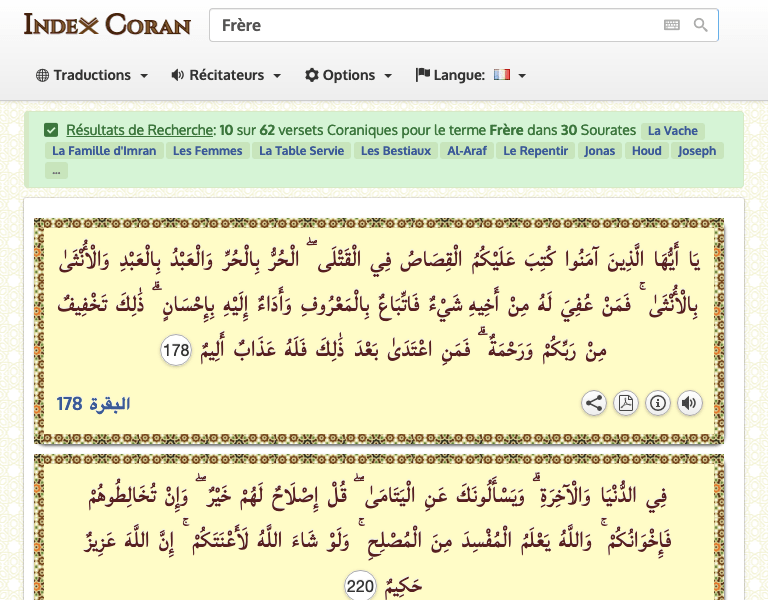 INDEX CORAN
Frère
Traductions
Récitateurs
Options
Langue:
Résultats de Recherche: 10 sur 62 versets Coraniques pour le terme Frère dans 30 Sourates La Vache
La Famille d'Imran Les Femmes La Table Servie Les Bestiaux Al-Araf Le Repentir Jonas Houd Joseph
...
يَا أَيُّهَا الَّذِينَ آمَنُوا كُتِبَ عَلَيْكُمُ الْقِصَاصُ فِي الْقَتْلَى ۖ الْحُرُّ بِالْحُرِّ وَالْعَبْدُ بِالْعَبْدِ وَالْأُنْثَىٰ
بِالْأُنْثَىٰ ۚ فَمَنْ عُفِيَ لَهُ مِنْ أَخِيهِ شَيْءٌ فَاتِّبَاعٌ بِالْمَعْرُوفِ وَأَدَاءٌ إِلَيْهِ بِإِحْسَانٍ ۗ ذَٰلِكَ تَخْفِيفٌ
مِنْ رَبِّكُمْ وَرَحْمَةٌ ۗ فَمَنِ اعْتَدَىٰ بَعْدَ ذَٰلِكَ فَلَهُ عَذَابٌ أَلِيمٌ 178
البقرة 178
فِي الدُّنْيَا وَالْآخِرَةِ ۗ وَيَسْأَلُونَكَ عَنِ الْيَتَامَىٰ ۖ قُلْ إِصْلَاحٌ لَهُمْ خَيْرٌ ۖ وَإِنْ تُخَالِطُوهُمْ
فَإِخْوَانُكُمْ ۚ وَاللَّهُ يَعْلَمُ الْمُفْسِدَ مِنَ الْمُصْلِحِ ۚ وَلَوْ شَاءَ اللَّهُ لَأَعْنَتَكُمْ ۚ إِنَّ اللَّهَ عَزِيزٌ
حَكِيمٌ 220